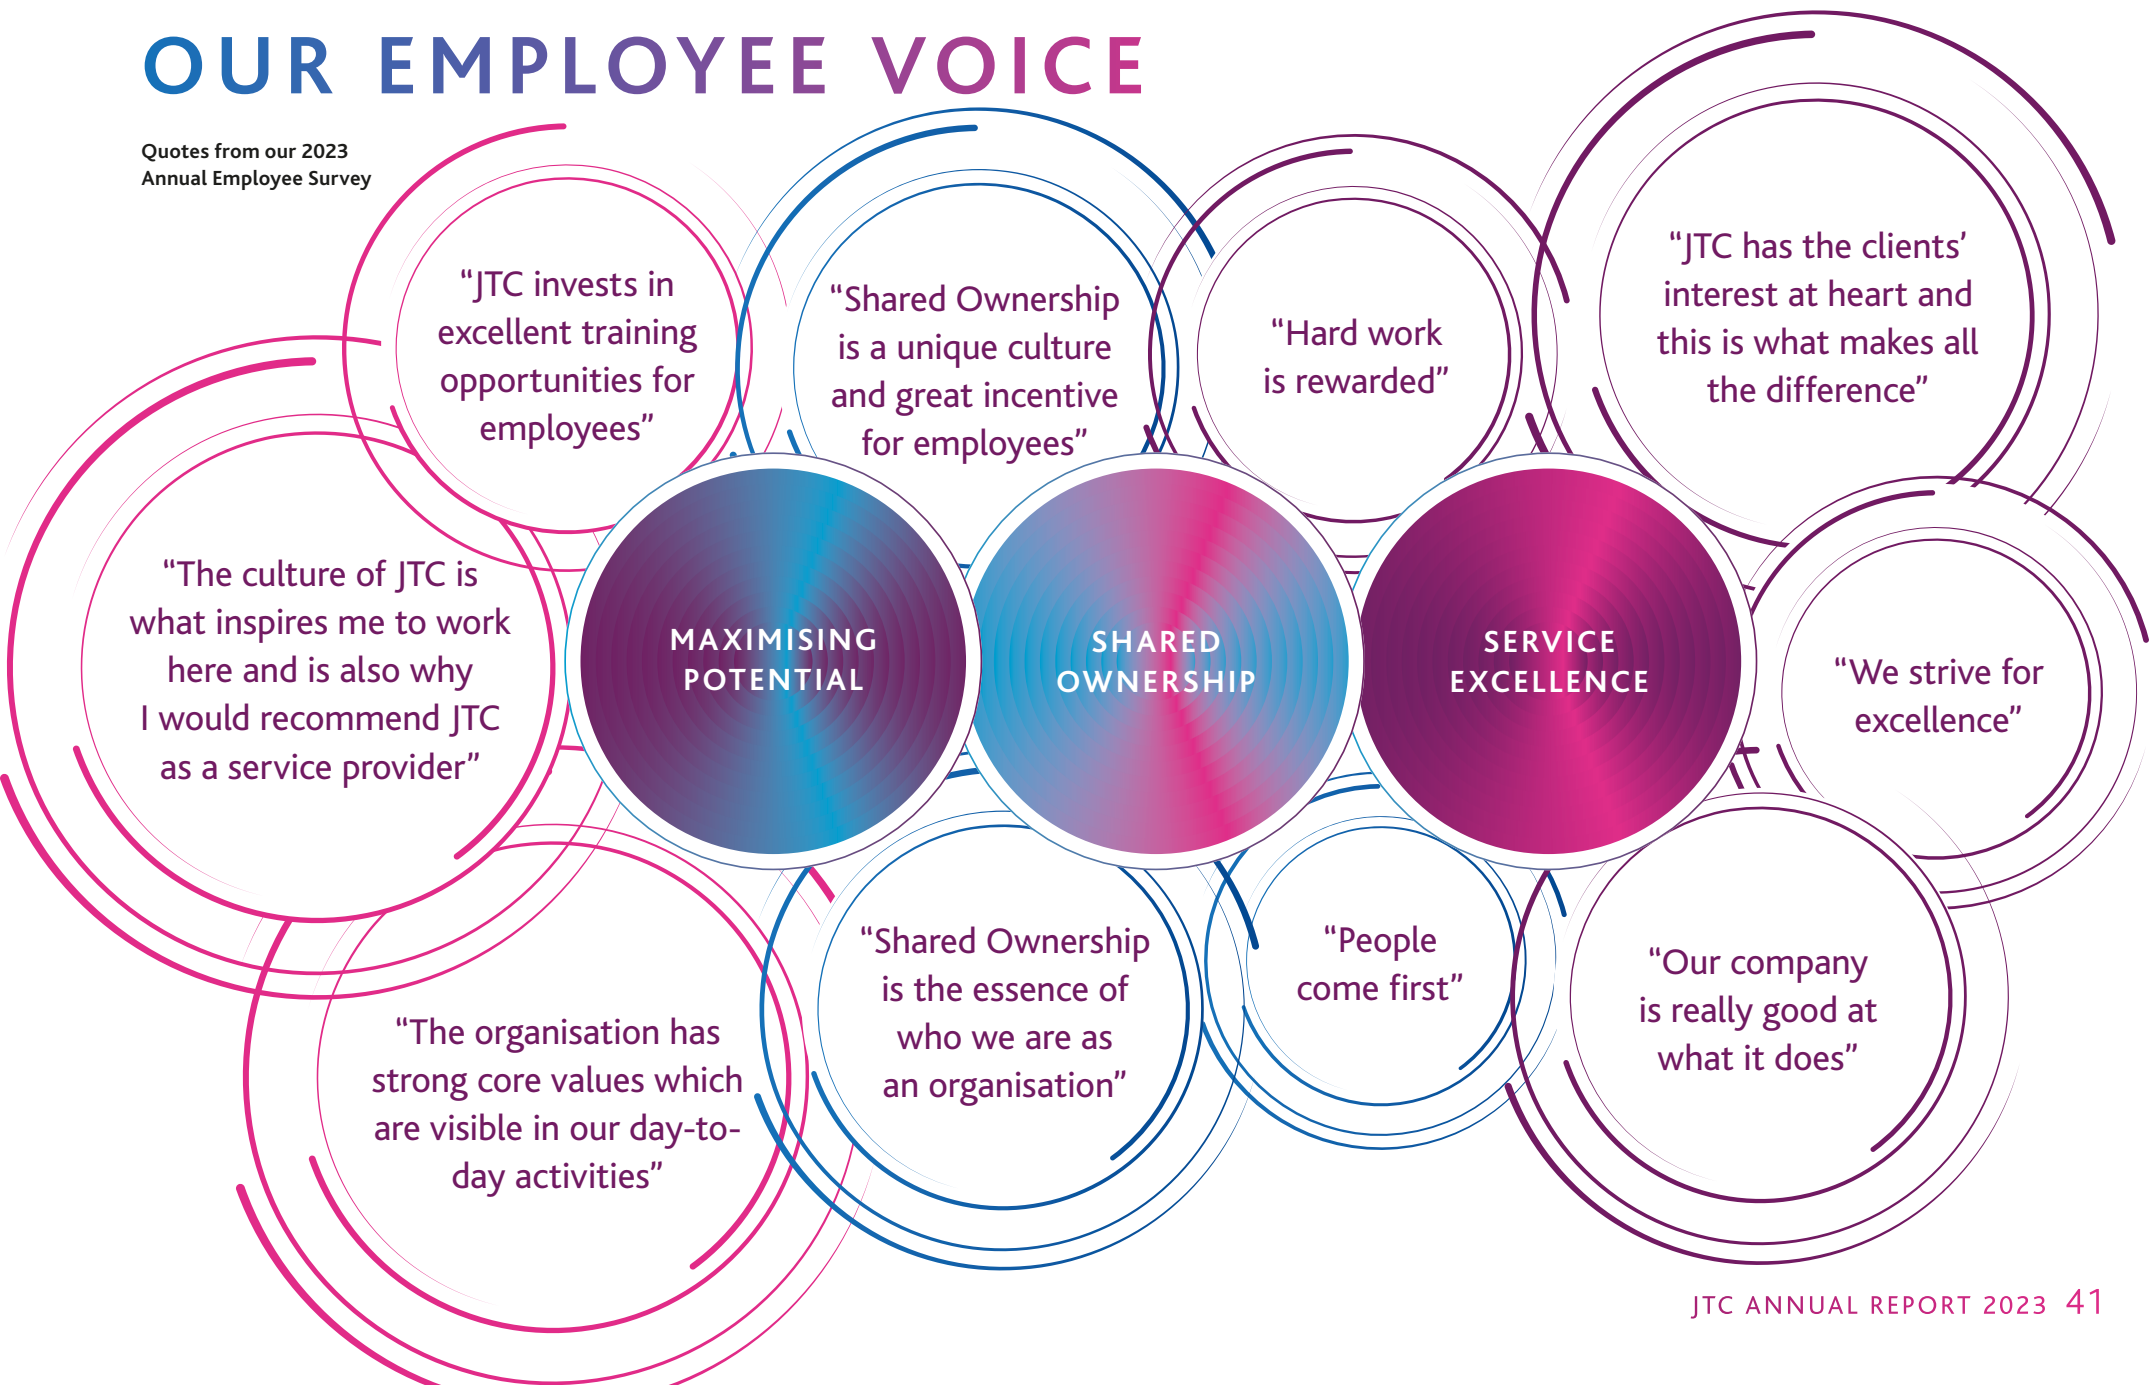 OUR EMPLOYEE VOICE
Quotes from our 2023
Annual Employee Survey
“JTC invests in
excellent training
opportunities for
employees”
“Shared Ownership
is a unique culture
and great incentive
for employees”
“Hard work
is rewarded”
“JTC has the clients’
interest at heart and
this is what makes all
the difference”
“The culture of JTC is
what inspires me to work
here and is also why
I would recommend JTC
as a service provider”
MAXIMISING
POTENTIAL
SHARED
OWNERSHIP
SERVICE
EXCELLENCE
“We strive for
excellence”
“The organisation has
strong core values which
are visible in our day-to-
day activities”
“Shared Ownership
is the essence of
who we are as
an organisation”
“People
come first”
“Our company
is really good at
what it does”
JTC ANNUAL REPORT 2023 41